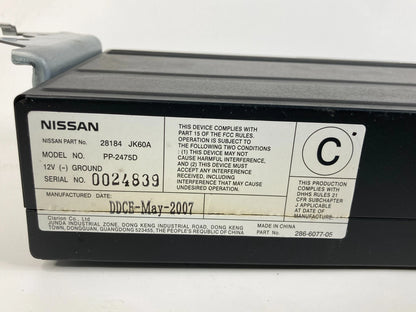 NISSAN
NISSAN PART No. 28184 JK60A
MODEL NO. PP-2475D
12V (−) GROUND
SERIAL NO. 0024839
MANUFACTURED DATE:
DDCE-May-2007
Clarion Co., Ltd
JUNDA INDUSTRIAL ZONE, DONG KENG INDUSTRIAL ROAD, DONG KENG
TOWN, DONGGUAN, GUANGDONG 523455, THE PEOPLE'S REPUBLIC OF CHINA
THIS DEVICE COMPLIES WITH
PART 15 OF THE FCC RULES.
OPERATION IS SUBJECT TO
THE FOLLOWING TWO CONDITIONS
: (1) THIS DEVICE MAY NOT
CAUSE HARMFUL INTERFERENCE,
AND (2) THIS DEVICE MUST
ACCEPT ANY INTERFERENCE
RECEIVED, INCLUDING
INTERFERENCE THAT MAY CAUSE
UNDESIRED OPERATION.
C
THIS PRODUCTION
COMPLIES WITH
DHHS RULES 21
CFR SUBCHAPTER
J APPLICABLE
AT DATE OF
MANUFACTURE.
MADE IN CHINA
PART No. 286-6077-05